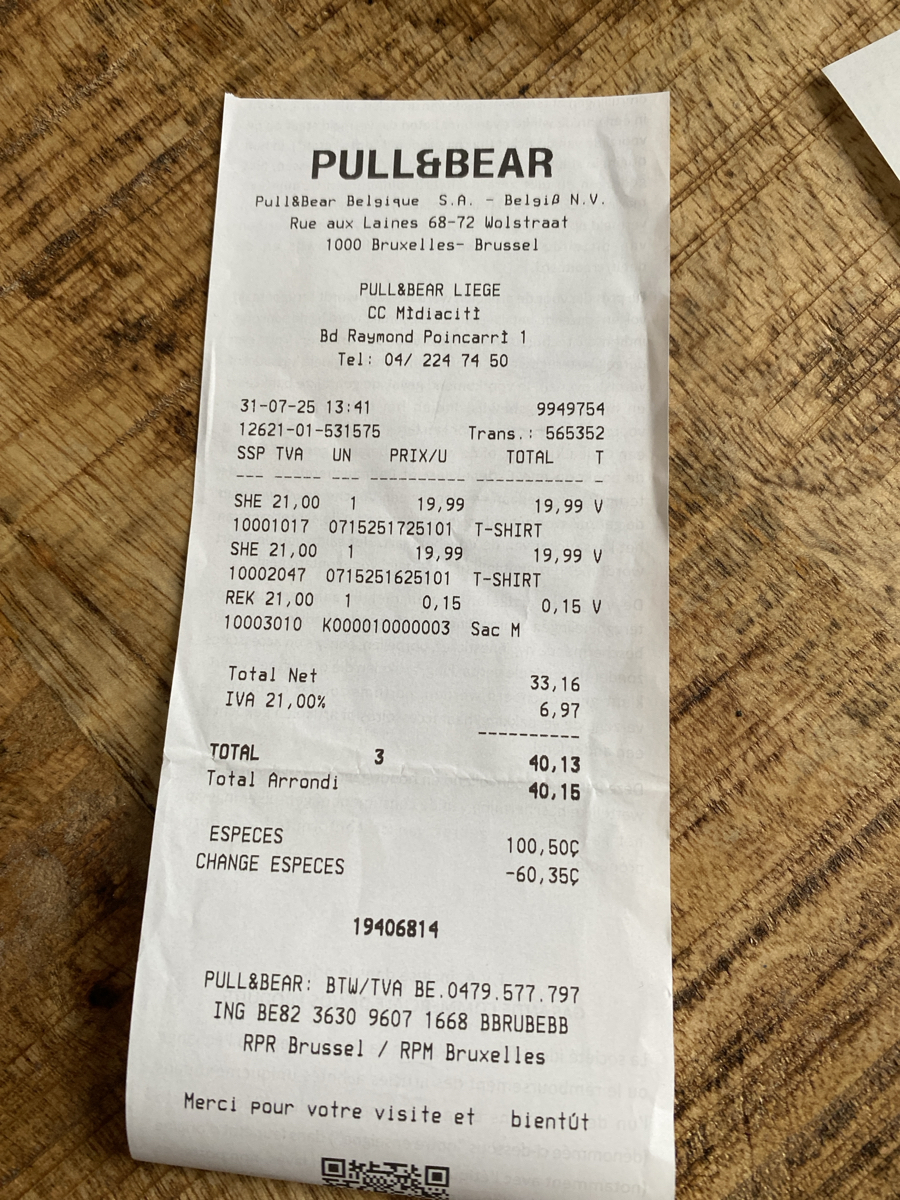 PULL&BEAR
Pull&Bear Belgique S.A. - Belgiß N.V.
Rue aux Laines 68-72 Wolstraat
1000 Bruxelles- Brussel
PULL&BEAR LIEGE
CC Mìdiacitì
Bd Raymond Poincarrì 1
Tel: 04/ 224 74 50
31-07-25 13:41 9949754
12621-01-531575 Trans.: 565352
SSP TVA UN PRIX/U TOTAL T
--- ----- --- ---------- ----------- -
SHE 21,00 1 19,99 19,99 V
10001017 0715251725101 T-SHIRT
SHE 21,00 1 19,99 19,99 V
10002047 0715251625101 T-SHIRT
REK 21,00 1 0,15 0,15 V
10003010 K000010000003 Sac M
Total Net 33,16
IVA 21,00% 6,97
----------
TOTAL 3 40,13
Total Arrondi 40,15
ESPECES 100,50Ç
CHANGE ESPECES -60,35Ç
19406814
PULL&BEAR: BTW/TVA BE.0479.577.797
ING BE82 3630 9607 1668 BBRUBEBB
RPR Brussel / RPM Bruxelles
Merci pour votre visite et bientút